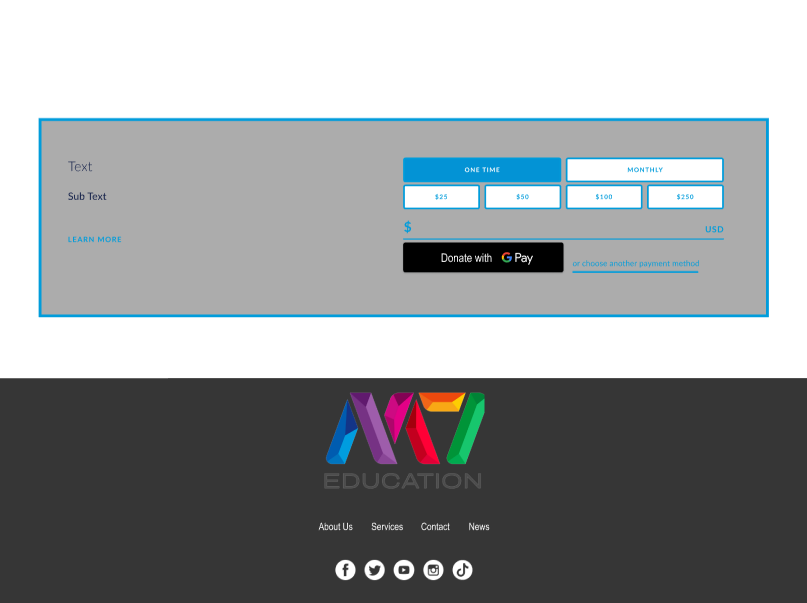 Text
Sub Text
LEARN MORE
ONE TIME MONTHLY
$25 $50 $100 $250
$ USD
Donate with G Pay
or choose another payment method
EDUCATION
About Us Services Contact News